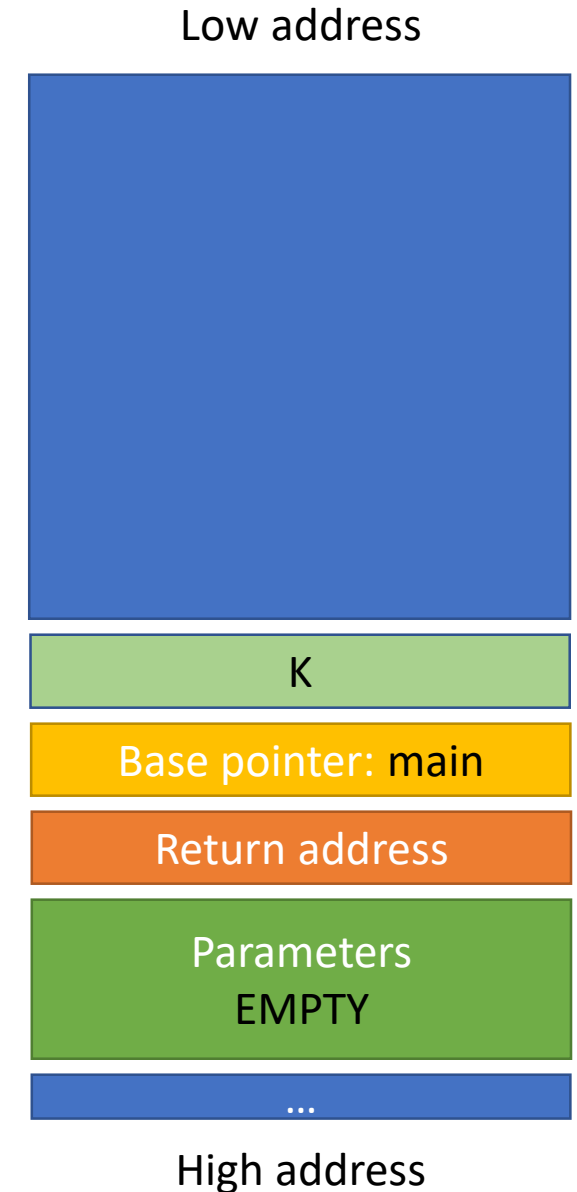 Low address
K
Base pointer: main
Return address
Parameters
EMPTY
...
High address